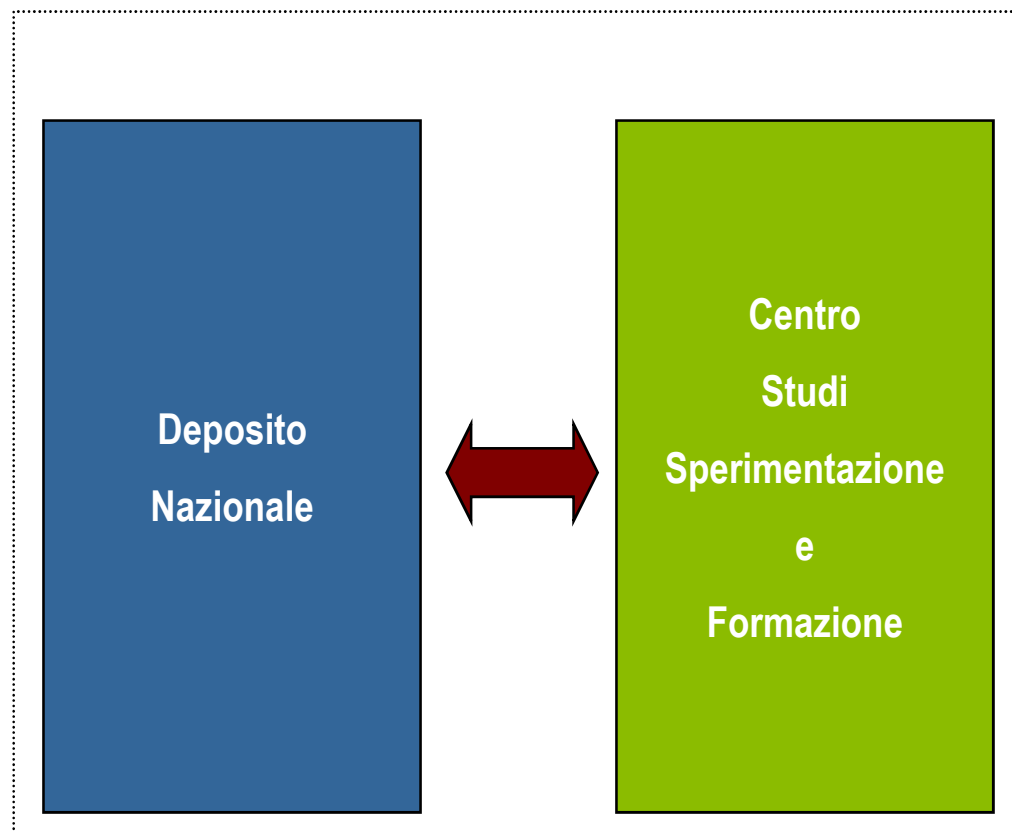 Deposito
Nazionale
Centro
Studi
Sperimentazione
e
Formazione